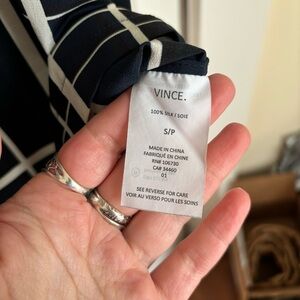 VINCE.
100% SILK / SOIE
S/P
MADE IN CHINA
FABRIQUÉ EN CHINE
RN# 106730
CA# 34460
01
SEE REVERSE FOR CARE
VOIR AU VERSO POUR LES SOINS